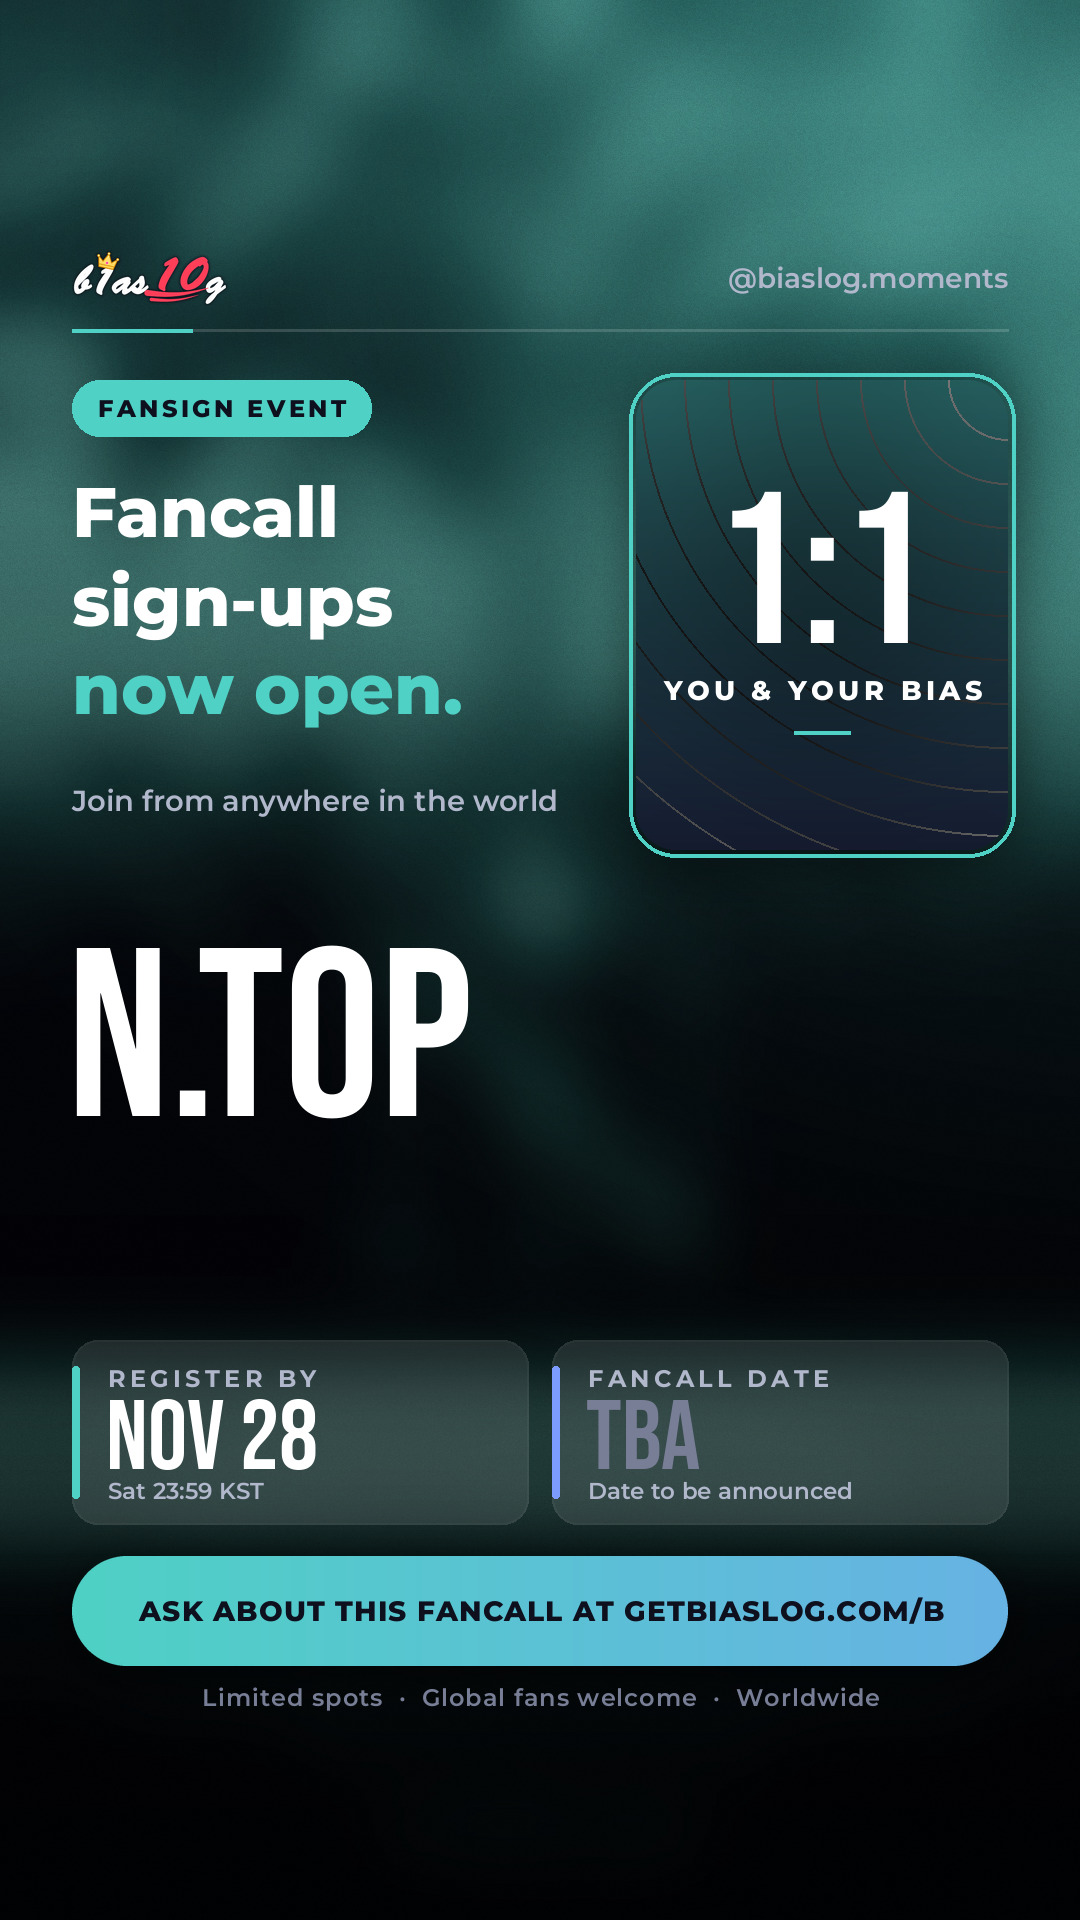 b1as10g
@biaslog.moments
FANSIGN EVENT
Fancall
sign-ups
now open.
Join from anywhere in the world
1:1
YOU & YOUR BIAS
N.TOP
REGISTER BY
NOV 28
Sat 23:59 KST
FANCALL DATE
TBA
Date to be announced
ASK ABOUT THIS FANCALL AT GETBIASLOG.COM/B
Limited spots · Global fans welcome · Worldwide